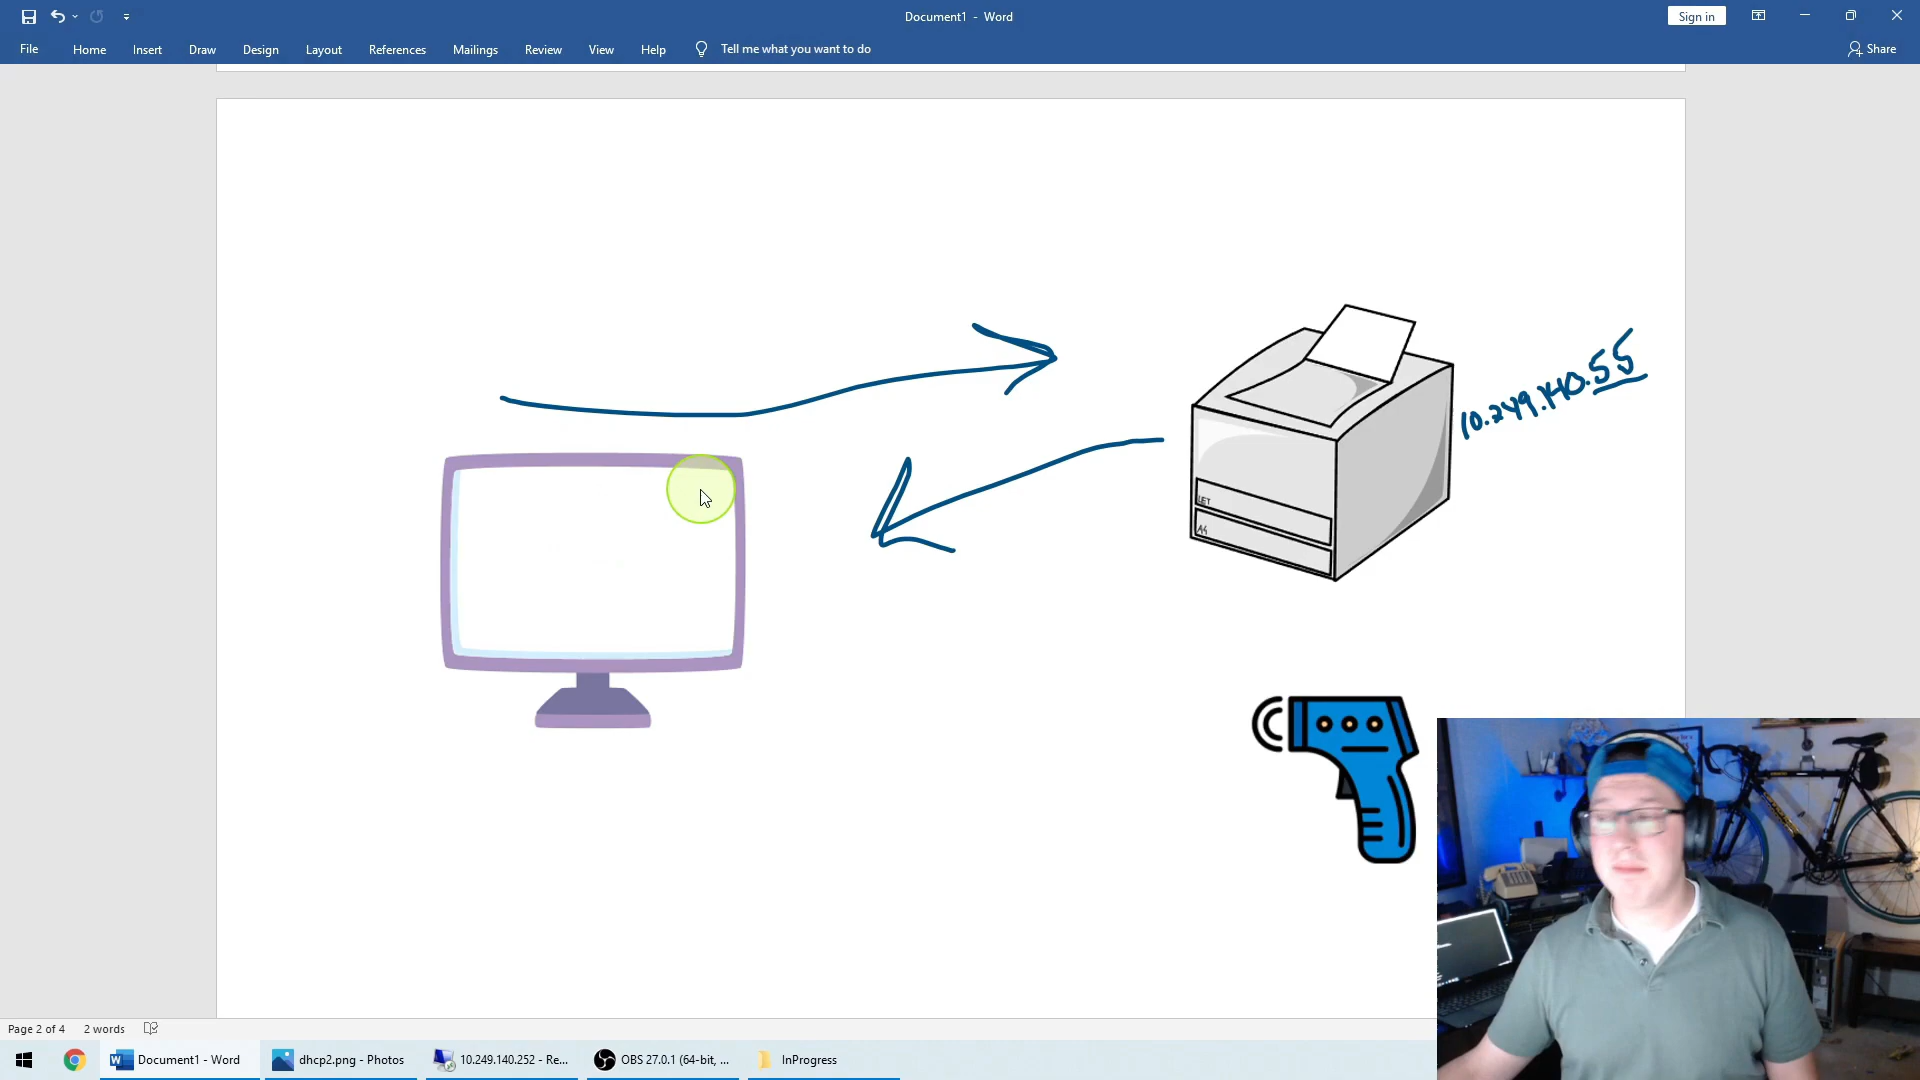 Document1 - Word
Sign in
File
Home
Insert
Draw
Design
Layout
References
Mailings
Review
View
Help
Tell me what you want to do
Share
10.249.140.55
LET
A4
Page 2 of 4
2 words
Document1 - Word
dhcp2.png - Photos
10.249.140.252 - Re...
OBS 27.0.1 (64-bit, ...
InProgress